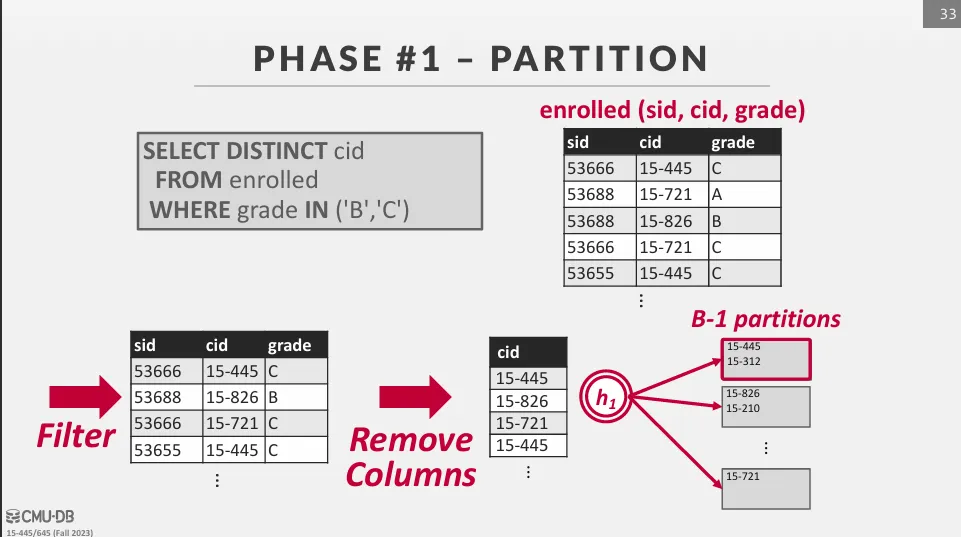 33
PHASE #1 – PARTITION
SELECT DISTINCT cid
FROM enrolled
WHERE grade IN ('B','C')
enrolled (sid, cid, grade)
sid cid grade
53666 15-445 C
53688 15-721 A
53688 15-826 B
53666 15-721 C
53655 15-445 C
⋮
Filter
sid cid grade
53666 15-445 C
53688 15-826 B
53666 15-721 C
53655 15-445 C
⋮
Remove
Columns
cid
15-445
15-826
15-721
15-445
⋮
h1
B-1 partitions
15-445
15-312
15-826
15-210
⋮
15-721
CMU·DB
15-445/645 (Fall 2023)